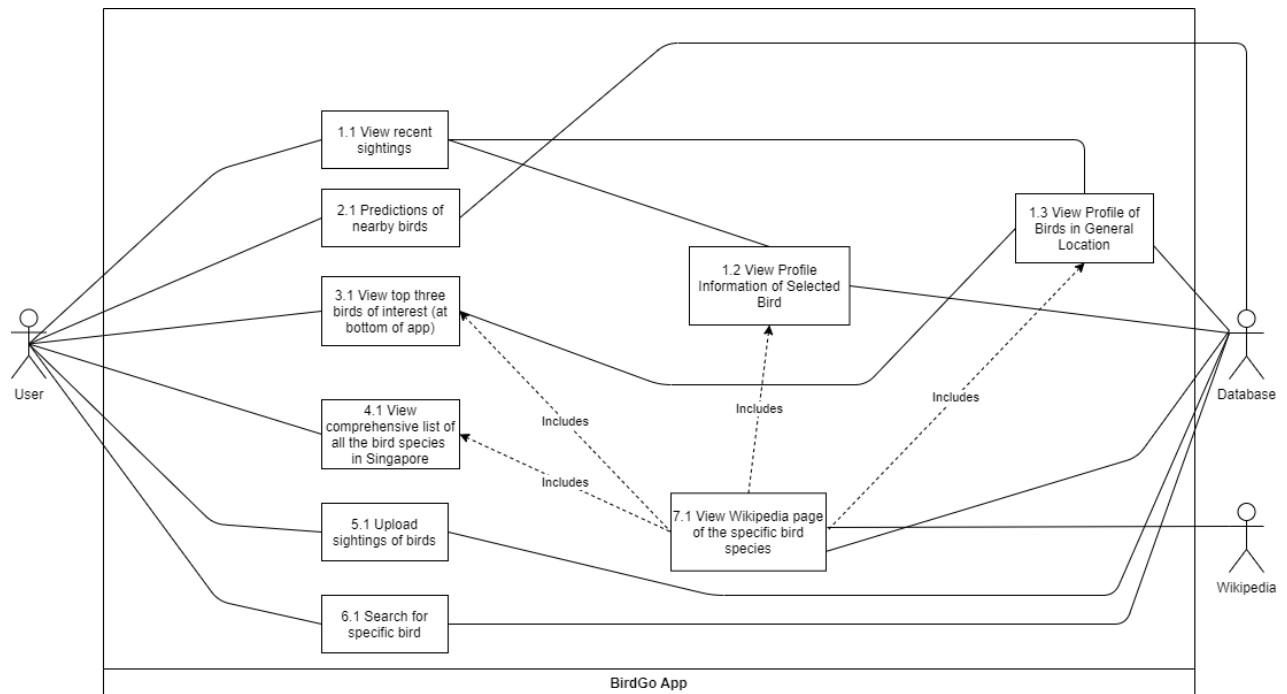 1.1 View recent
sightings
2.1 Predictions of
nearby birds
1.3 View Profile of
Birds in General
Location
1.2 View Profile
Information of Selected
Bird
3.1 View top three
birds of interest (at
bottom of app)
User
Database
Includes
Includes
Includes
4.1 View
comprehensive list of
all the bird species
in Singapore
Includes
7.1 View Wikipedia page
of the specific bird
species
5.1 Upload
sightings of birds
Wikipedia
6.1 Search for
specific bird
BirdGo App